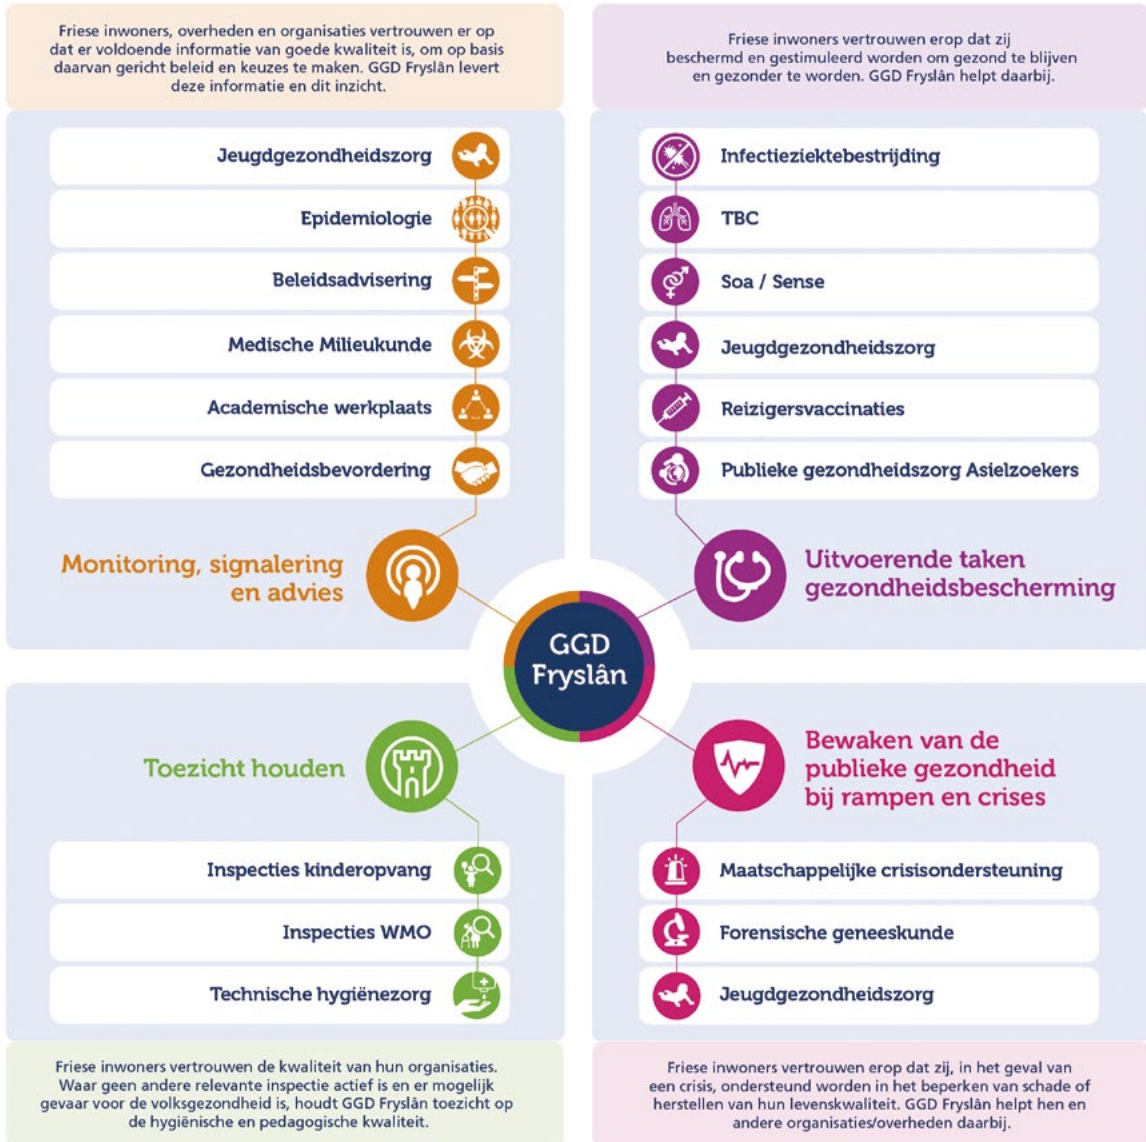 Friese inwoners, overheden en organisaties vertrouwen er op
dat er voldoende informatie van goede kwaliteit is, om op basis
daarvan gericht beleid en keuzes te maken. GGD Fryslân levert
deze informatie en dit inzicht.
Jeugdgezondheidszorg
Epidemiologie
Beleidsadvisering
Medische Milieukunde
Academische werkplaats
Gezondheidsbevordering
Monitoring, signalering
en advies
Friese inwoners vertrouwen erop dat zij
beschermd en gestimuleerd worden om gezond te blijven
en gezonder te worden. GGD Fryslân helpt daarbij.
Infectieziektebestrijding
TBC
Soa / Sense
Jeugdgezondheidszorg
Reizigersvaccinaties
Publieke gezondheidszorg Asielzoekers
Uitvoerende taken
gezondheidsbescherming
GGD
Fryslân
Toezicht houden
Inspecties kinderopvang
Inspecties WMO
Technische hygiënezorg
Friese inwoners vertrouwen de kwaliteit van hun organisaties.
Waar geen andere relevante inspectie actief is en er mogelijk
gevaar voor de volksgezondheid is, houdt GGD Fryslân toezicht op
de hygiënische en pedagogische kwaliteit.
Bewaken van de
publieke gezondheid
bij rampen en crises
Maatschappelijke crisisondersteuning
Forensische geneeskunde
Jeugdgezondheidszorg
Friese inwoners vertrouwen erop dat zij, in het geval van
een crisis, ondersteund worden in het beperken van schade of
herstellen van hun levenskwaliteit. GGD Fryslân helpt hen en
andere organisaties/overheden daarbij.